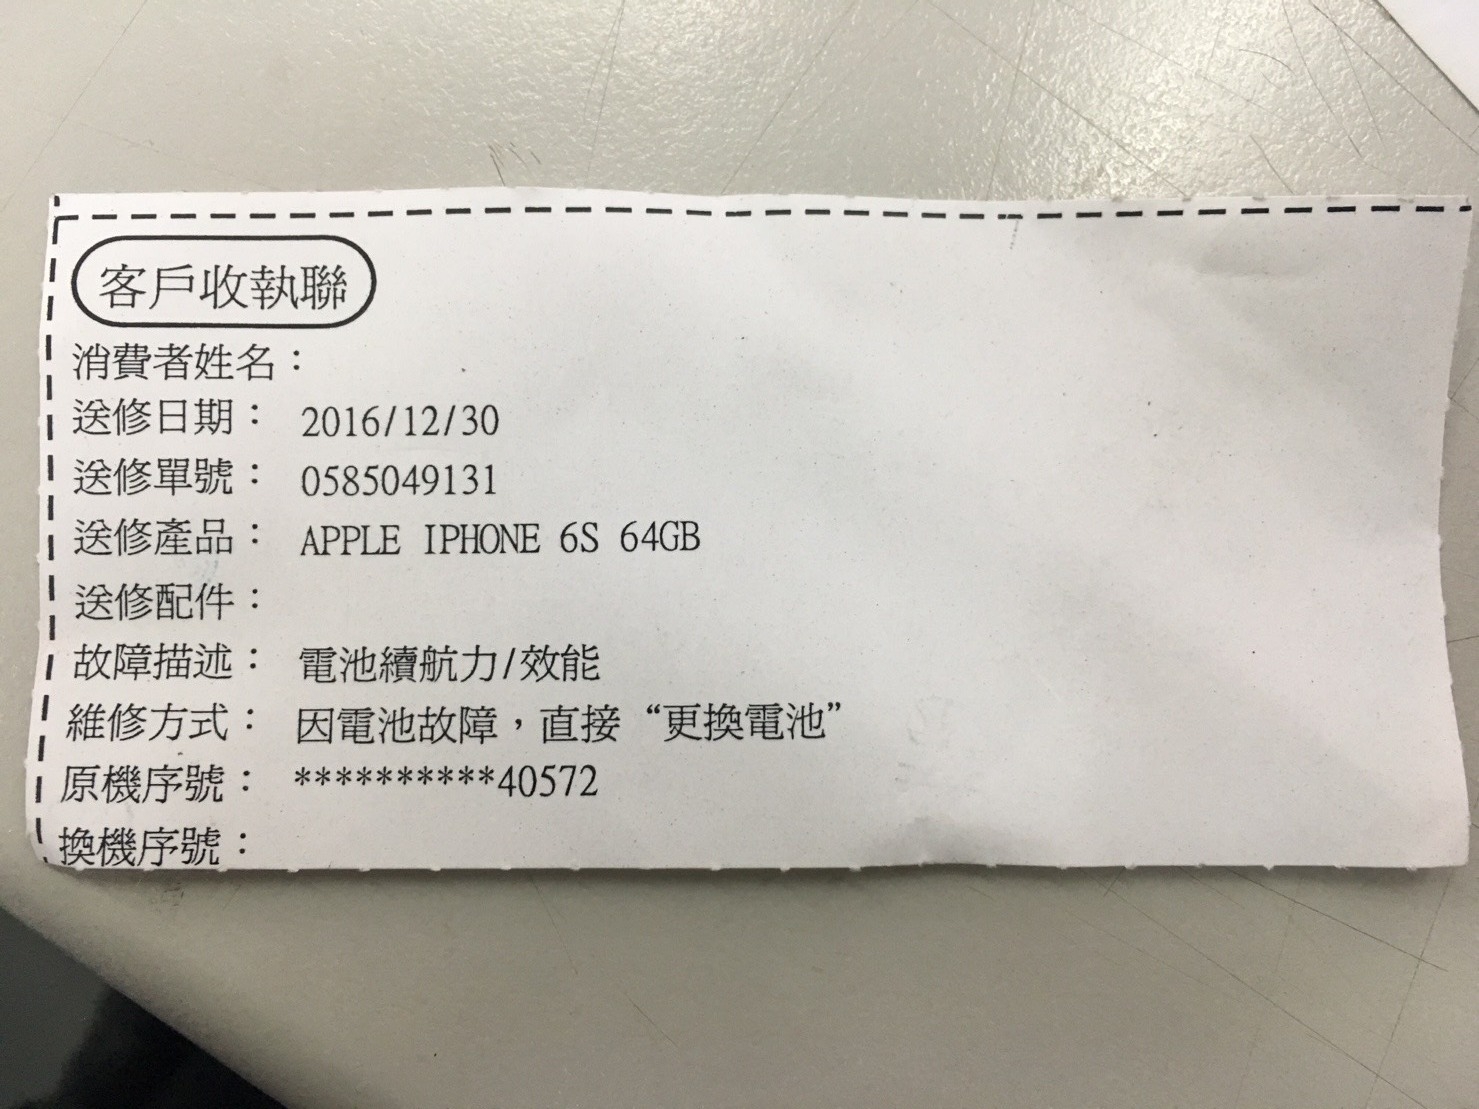 客戶收執聯
消費者姓名：
送修日期： 2016/12/30
送修單號： 0585049131
送修產品： APPLE IPHONE 6S 64GB
送修配件：
故障描述： 電池續航力/效能
維修方式： 因電池故障，直接“更換電池”
原機序號： **********40572
換機序號：